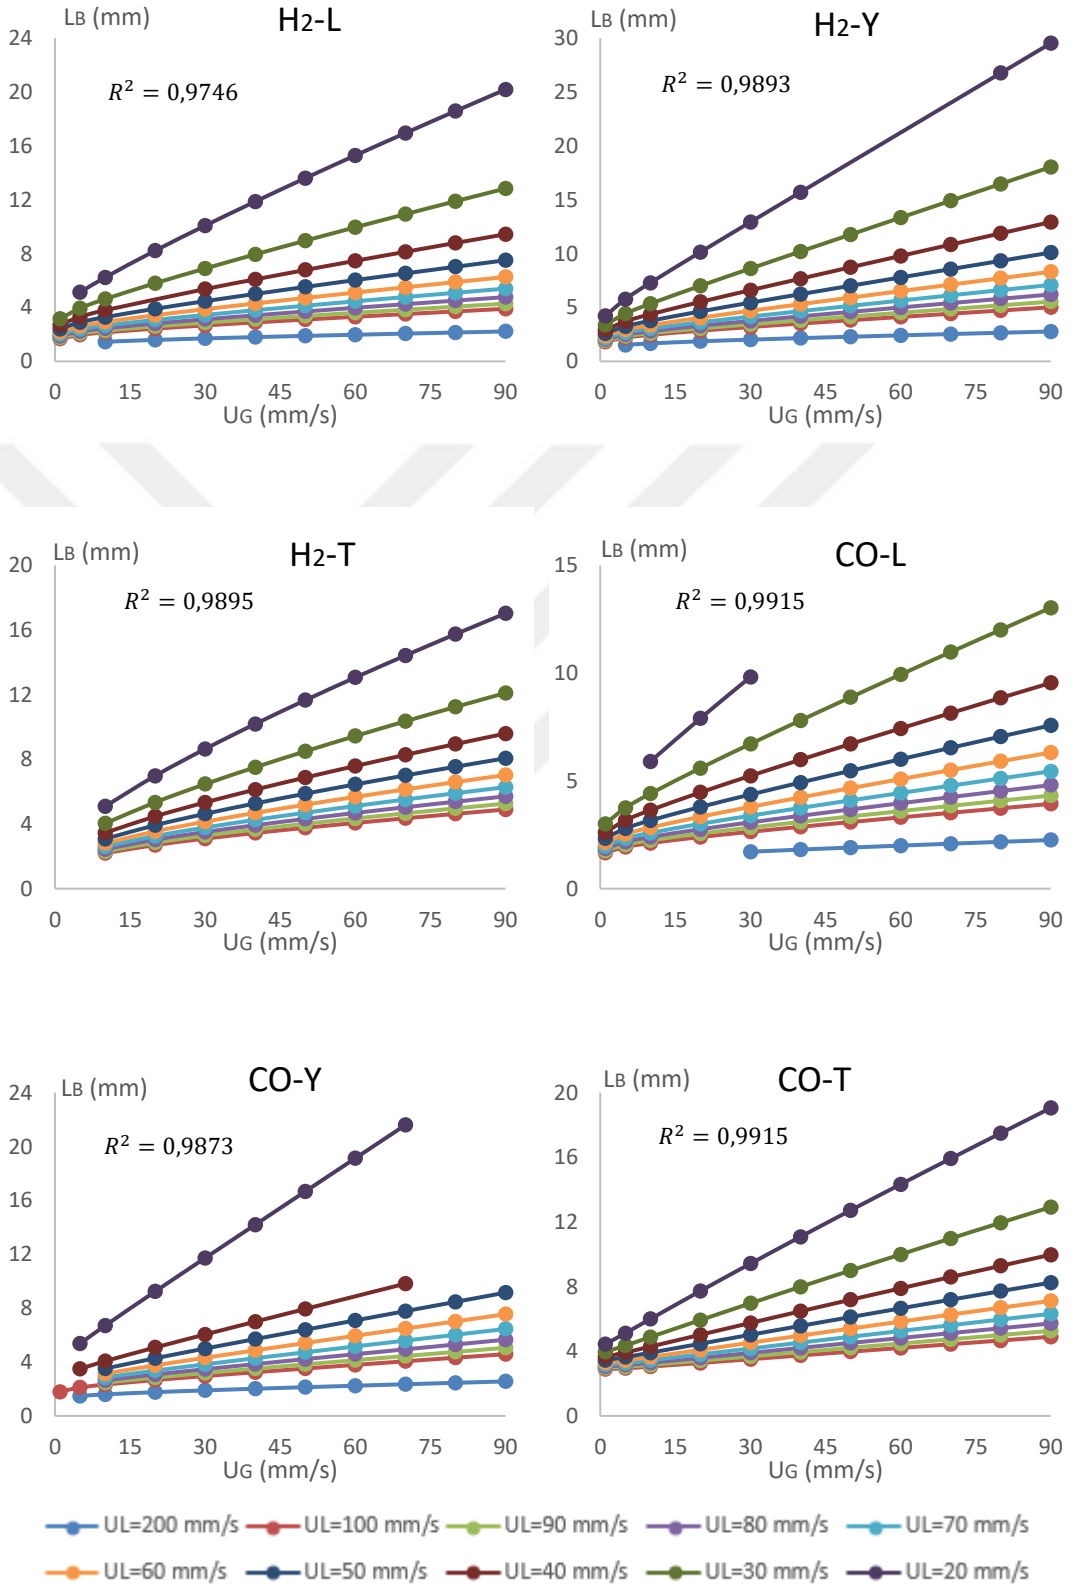 LB (mm)
H2-L
24
20
16
12
8
4
0
R² = 0,9746
0 15 30 45 60 75 90
UG (mm/s)
LB (mm)
H2-Y
30
25
20
15
10
5
0
R² = 0,9893
0 15 30 45 60 75 90
UG (mm/s)
LB (mm)
H2-T
20
16
12
8
4
0
R² = 0,9895
0 15 30 45 60 75 90
UG (mm/s)
LB (mm)
CO-L
15
10
5
0
R² = 0,9915
0 15 30 45 60 75 90
UG (mm/s)
LB (mm)
CO-Y
24
20
16
12
8
4
0
R² = 0,9873
0 15 30 45 60 75 90
UG (mm/s)
LB (mm)
CO-T
20
16
12
8
4
0
R² = 0,9915
0 15 30 45 60 75 90
UG (mm/s)
UL=200 mm/s UL=100 mm/s UL=90 mm/s UL=80 mm/s UL=70 mm/s
UL=60 mm/s UL=50 mm/s UL=40 mm/s UL=30 mm/s UL=20 mm/s